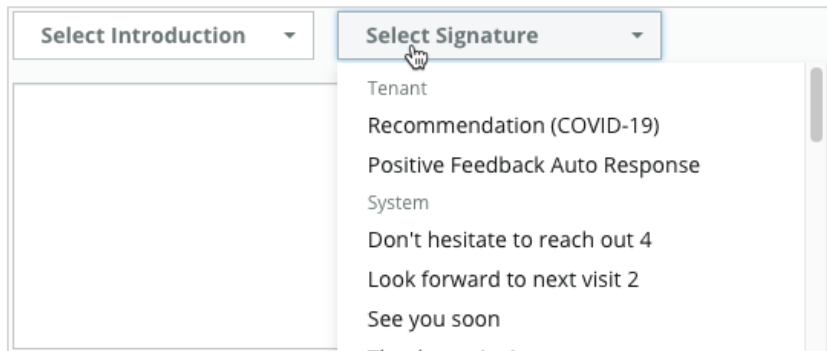 Select Introduction
Select Signature
Tenant
Recommendation (COVID-19)
Positive Feedback Auto Response
System
Don't hesitate to reach out 4
Look forward to next visit 2
See you soon